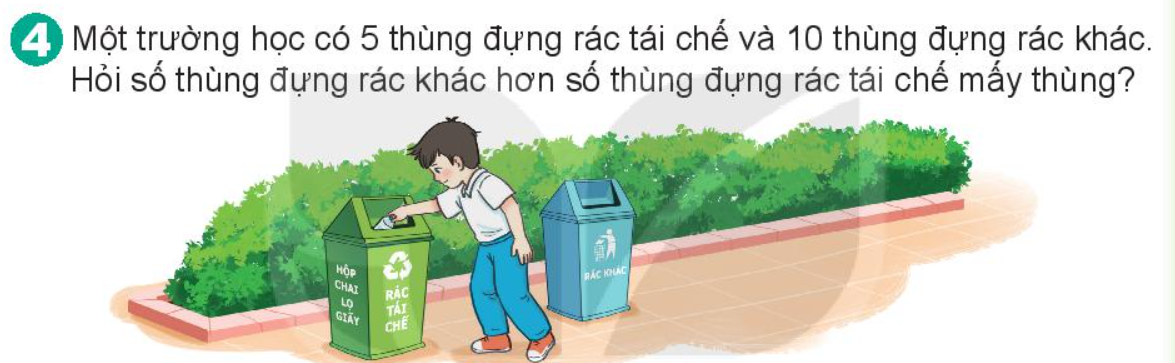 4 Một trường học có 5 thùng đựng rác tái chế và 10 thùng đựng rác khác.
Hỏi số thùng đựng rác khác hơn số thùng đựng rác tái chế mấy thùng?
HỘP
CHAI
LỌ
GIẤY
RÁC
TÁI
CHẾ
RÁC KHÁC